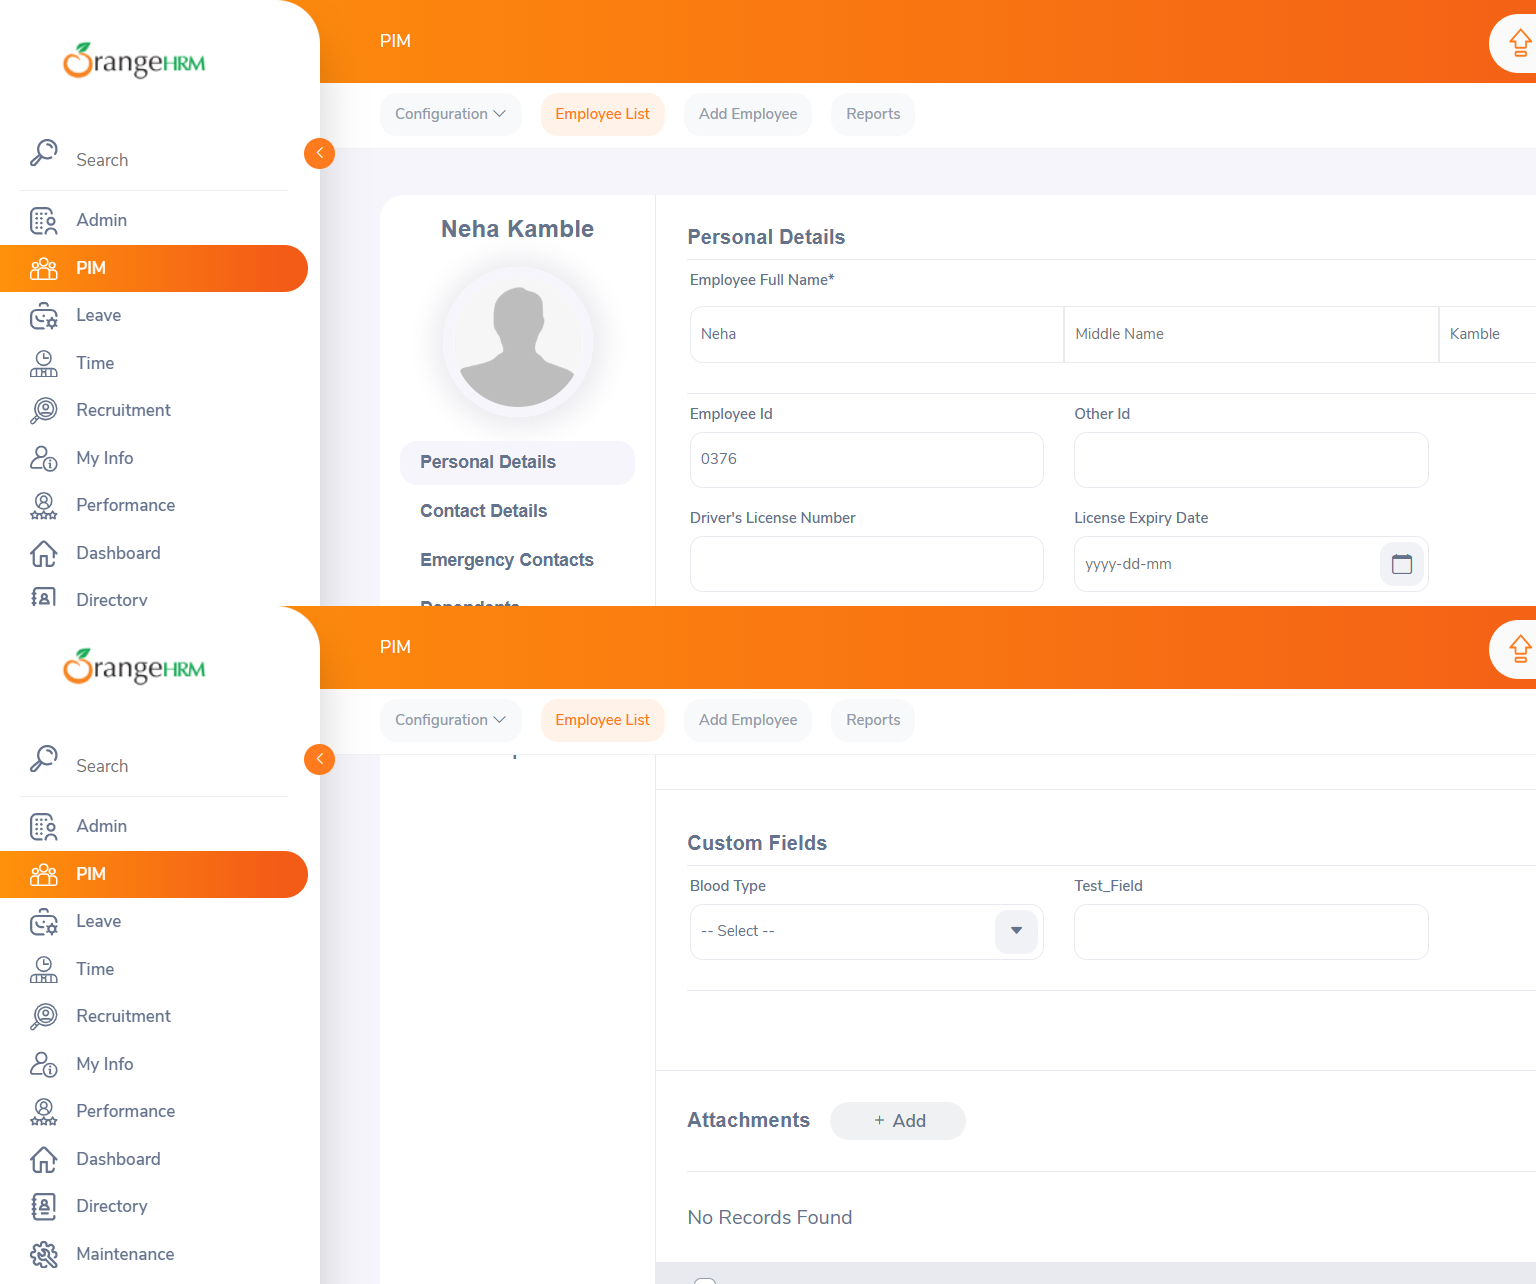 OrangeHRM
PIM
Configuration
Employee List
Add Employee
Reports
Search
Admin
PIM
Leave
Time
Recruitment
My Info
Performance
Dashboard
Directory
Neha Kamble
Personal Details
Contact Details
Emergency Contacts
Dependents
Personal Details
Employee Full Name*
Neha
Middle Name
Kamble
Employee Id
Other Id
0376
Driver's License Number
License Expiry Date
yyyy-dd-mm
OrangeHRM
PIM
Configuration
Employee List
Add Employee
Reports
Search
Admin
PIM
Leave
Time
Recruitment
My Info
Performance
Dashboard
Directory
Maintenance
Custom Fields
Blood Type
Test_Field
-- Select --
Attachments
+ Add
No Records Found